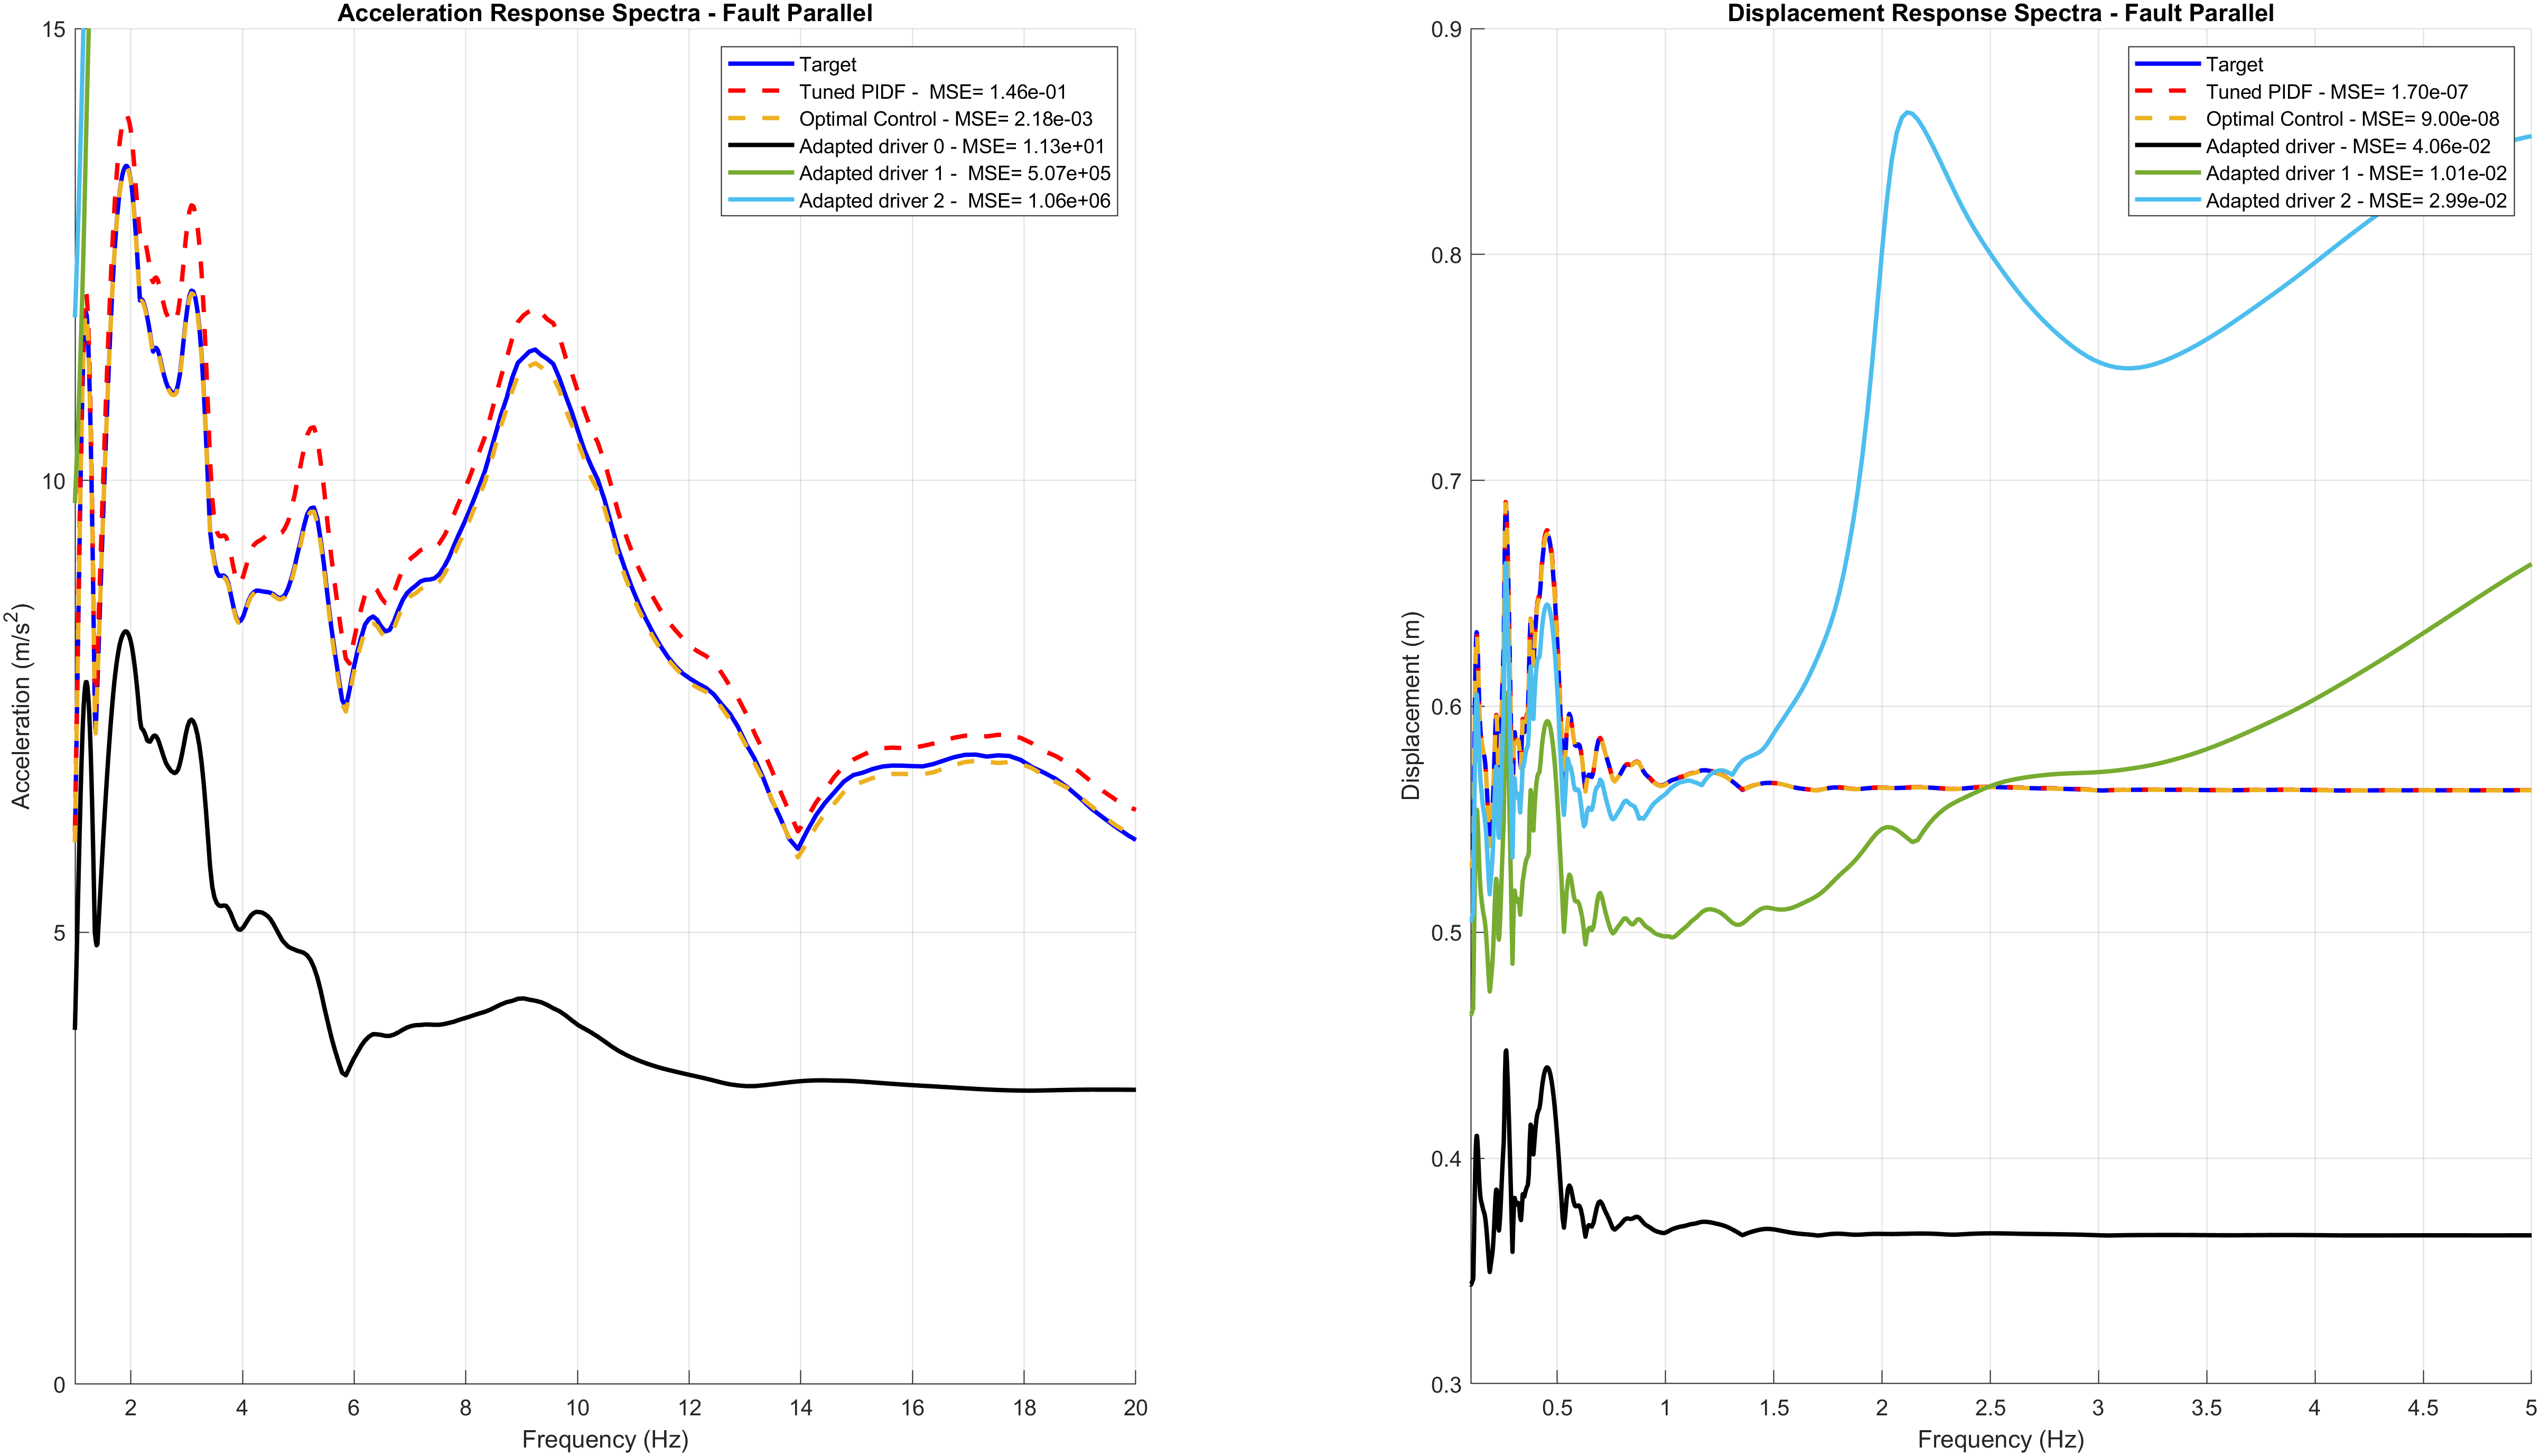 Acceleration Response Spectra - Fault Parallel
15
10
5
0
Acceleration (m/s²)
Target
Tuned PIDF - MSE= 1.46e-01
Optimal Control - MSE= 2.18e-03
Adapted driver 0 - MSE= 1.13e+01
Adapted driver 1 - MSE= 5.07e+05
Adapted driver 2 - MSE= 1.06e+06
2 4 6 8 10 12 14 16 18 20
Frequency (Hz)
Displacement Response Spectra - Fault Parallel
0.9
0.8
0.7
0.6
0.5
0.4
0.3
Displacement (m)
Target
Tuned PIDF - MSE= 1.70e-07
Optimal Control - MSE= 9.00e-08
Adapted driver - MSE= 4.06e-02
Adapted driver 1 - MSE= 1.01e-02
Adapted driver 2 - MSE= 2.99e-02
0.5 1 1.5 2 2.5 3 3.5 4 4.5 5
Frequency (Hz)